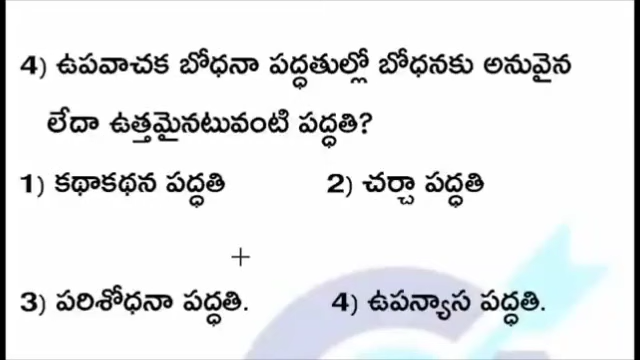 4) ఉపవాచక బోధనా పద్ధతుల్లో బోధనకు అనువైన
లేదా ఉత్తమైనటువంటి పద్ధతి?
1) కథాకథన పద్ధతి 2) చర్చా పద్ధతి
3) పరిశోధనా పద్ధతి. 4) ఉపన్యాస పద్ధతి.